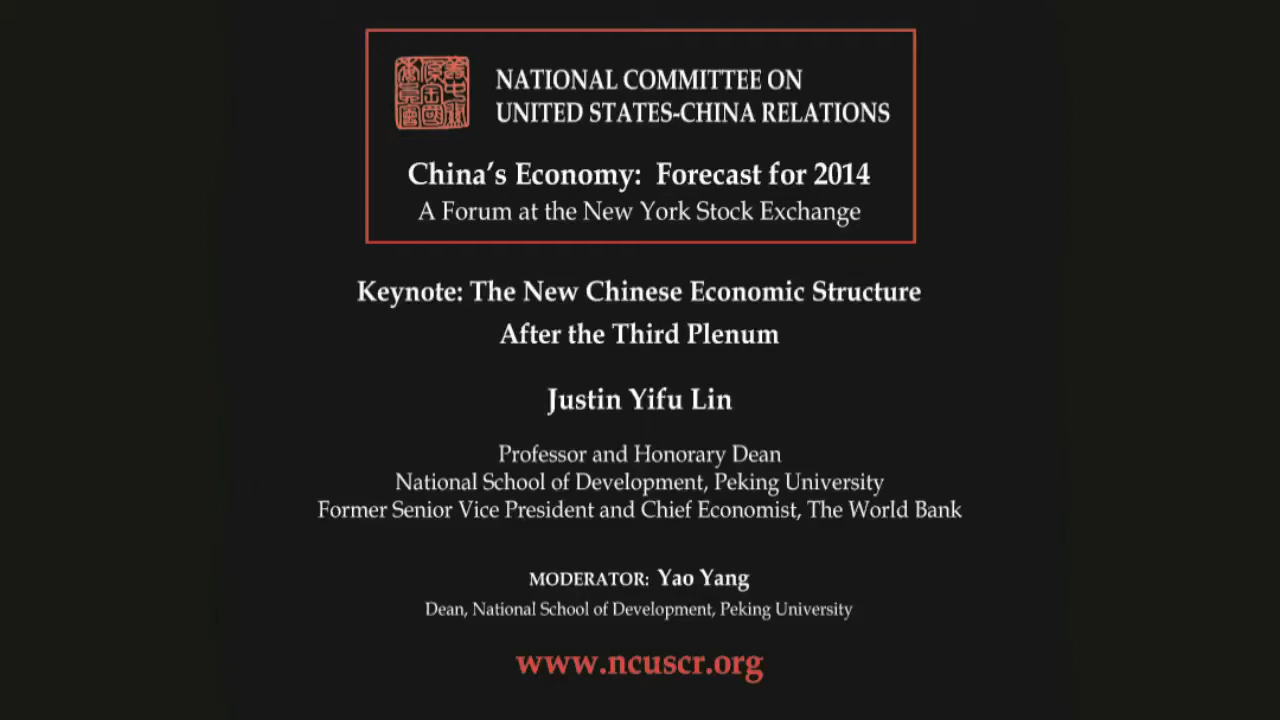 NATIONAL COMMITTEE ON
UNITED STATES-CHINA RELATIONS
China's Economy: Forecast for 2014
A Forum at the New York Stock Exchange
Keynote: The New Chinese Economic Structure
After the Third Plenum
Justin Yifu Lin
Professor and Honorary Dean
National School of Development, Peking University
Former Senior Vice President and Chief Economist, The World Bank
MODERATOR: Yao Yang
Dean, National School of Development, Peking University
www.ncuscr.org